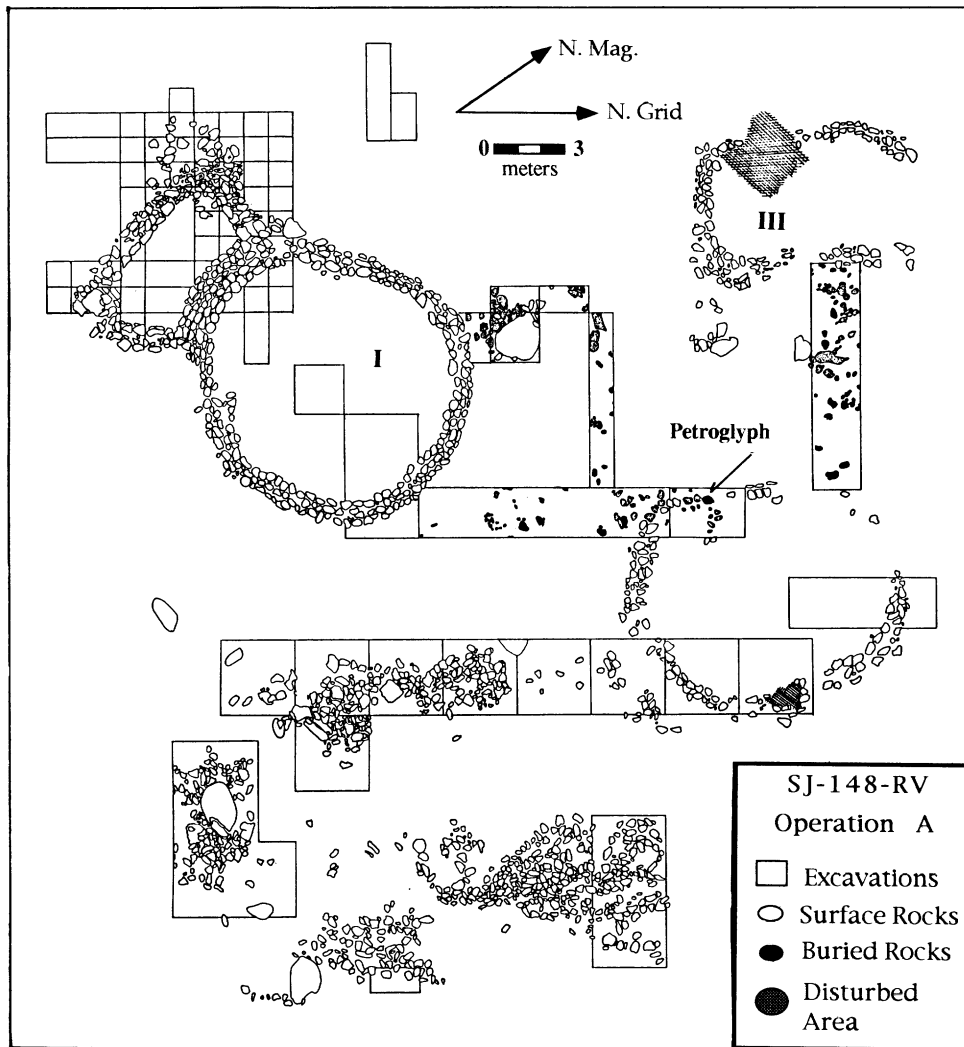 N. Mag.
N. Grid
0 3
meters
III
I
Petroglyph
SJ-148-RV
Operation A
Excavations
Surface Rocks
Buried Rocks
Disturbed
Area